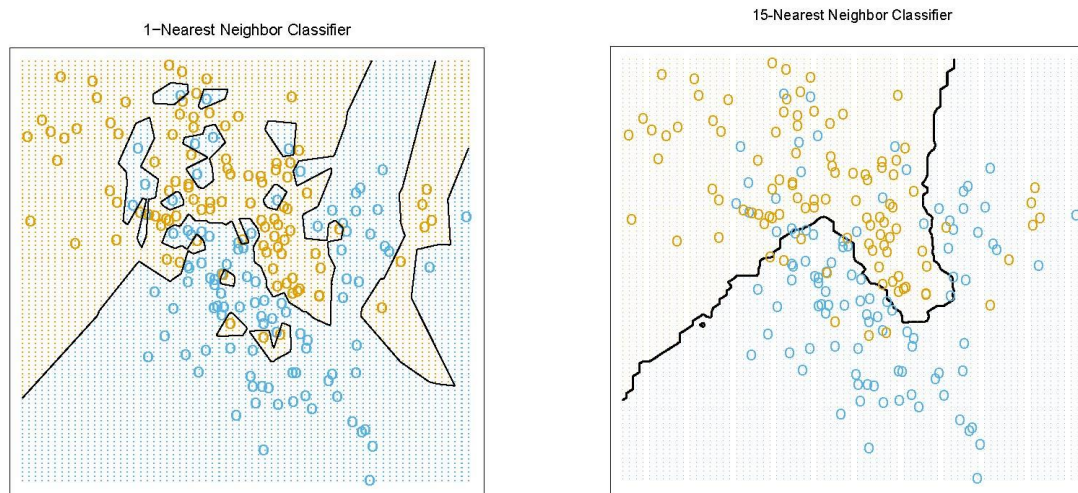 1−Nearest Neighbor Classifier
15-Nearest Neighbor Classifier